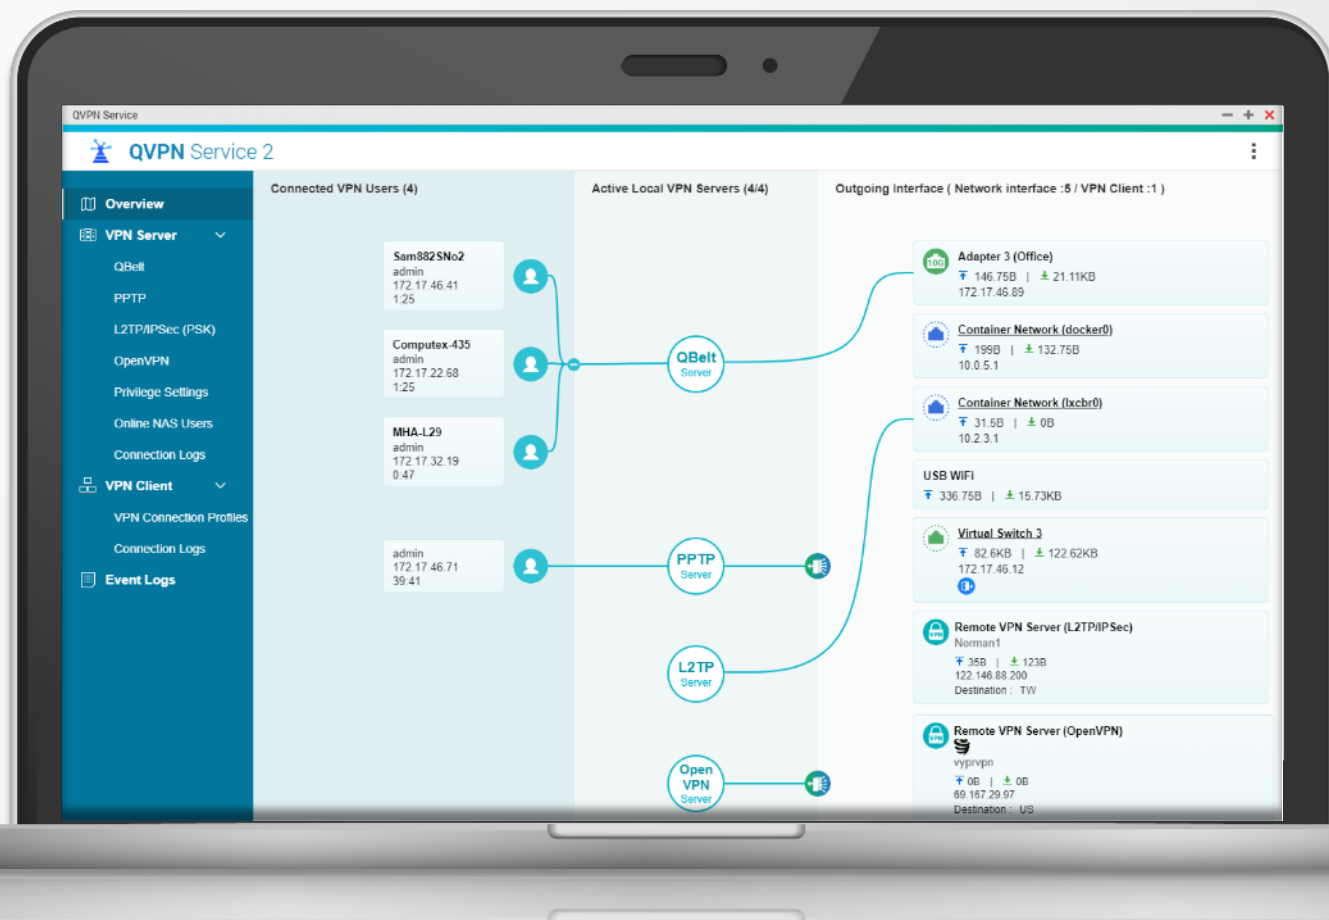 QVPN Service
QVPN Service 2
Overview
VPN Server
QBelt
PPTP
L2TP/IPSec (PSK)
OpenVPN
Privilege Settings
Online NAS Users
Connection Logs
VPN Client
VPN Connection Profiles
Connection Logs
Event Logs
Connected VPN Users (4)
Sam882SNo2
admin
172.17.46.41
1:25
Computex-435
admin
172.17.22.68
1:25
MHA-L29
admin
172.17.32.19
0:47
admin
172.17.46.71
39:41
Active Local VPN Servers (4/4)
QBelt
Server
PPTP
Server
L2TP
Server
Open
VPN
Server
Outgoing Interface ( Network interface :5 / VPN Client :1 )
10G
Adapter 3 (Office)
146.75B | 21.11KB
172.17.46.89
Container Network (docker0)
199B | 132.75B
10.0.5.1
Container Network (lxcbr0)
31.5B | 0B
10.2.3.1
USB WiFi
336.75B | 15.73KB
Virtual Switch 3
82.6KB | 122.62KB
172.17.46.12
VPN
Remote VPN Server (L2TP/IPSec)
Norman1
35B | 123B
122.146.88.200
Destination : TW
VPN
Remote VPN Server (OpenVPN)
vyprvpn
0B | 0B
69.167.29.97
Destination : US